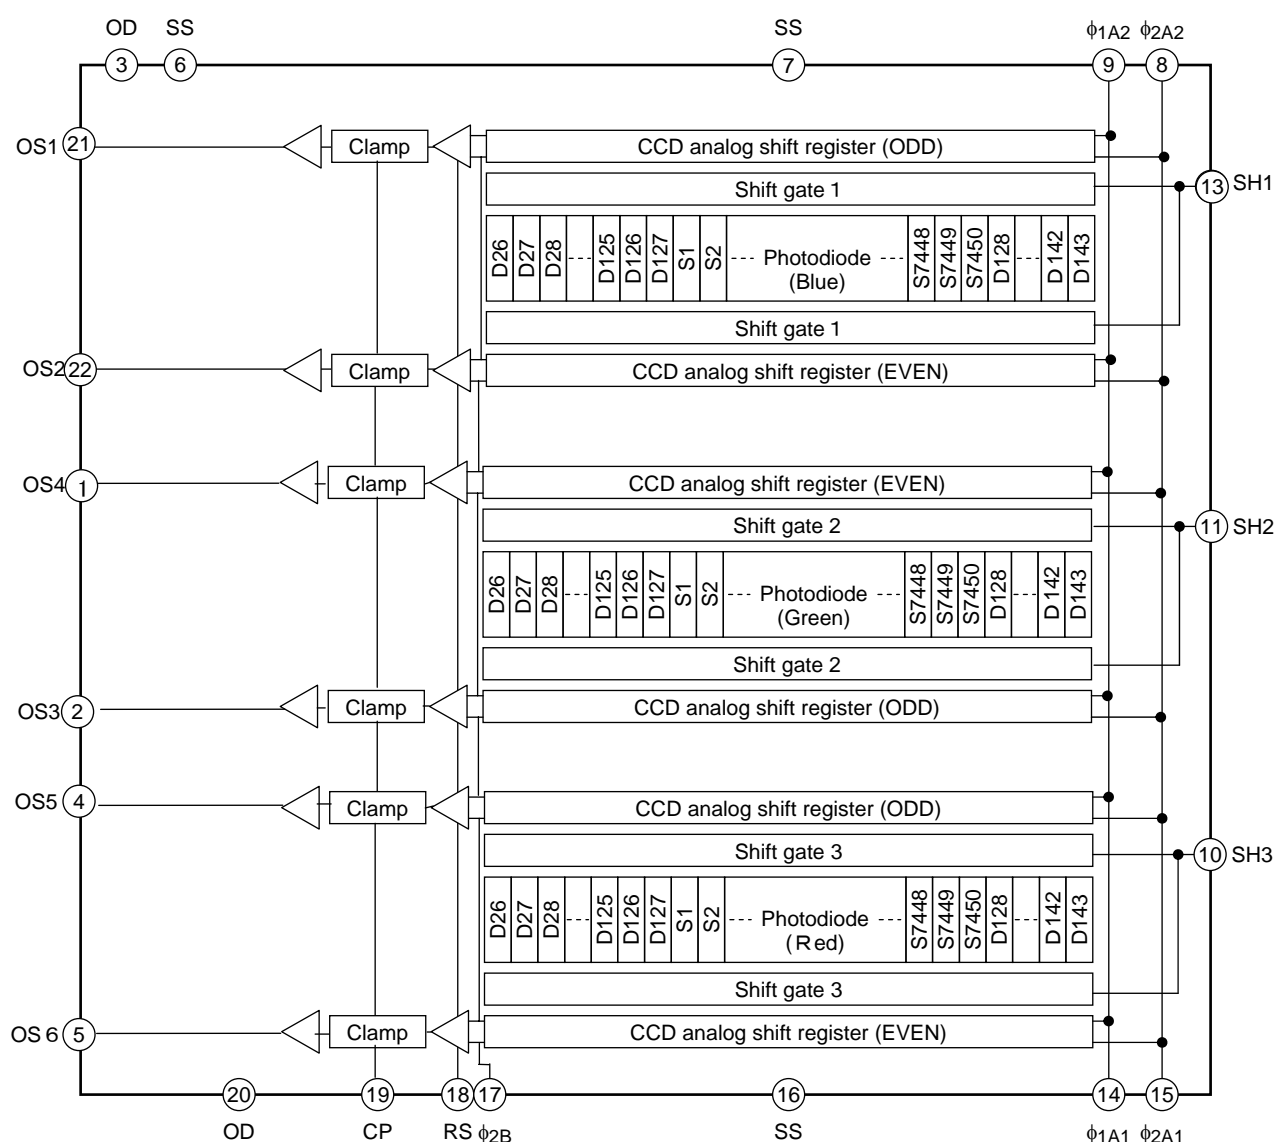 OD SS SS ϕ1A2 ϕ2A2
3 6 7 9 8
OS1 21 Clamp CCD analog shift register (ODD)
Shift gate 1 13 SH1
D26 D27 D28 ---- D125 D126 D127 S1 S2 ---- Photodiode ---- S7448 S7449 S7450 D128 ---- D142 D143
(Blue)
Shift gate 1
OS2 22 Clamp CCD analog shift register (EVEN)
OS4 1 Clamp CCD analog shift register (EVEN)
Shift gate 2 11 SH2
D26 D27 D28 ---- D125 D126 D127 S1 S2 ---- Photodiode ---- S7448 S7449 S7450 D128 ---- D142 D143
(Green)
Shift gate 2
OS3 2 Clamp CCD analog shift register (ODD)
OS5 4 Clamp CCD analog shift register (ODD)
Shift gate 3 10 SH3
D26 D27 D28 ---- D125 D126 D127 S1 S2 ---- Photodiode ---- S7448 S7449 S7450 D128 ---- D142 D143
(Red)
Shift gate 3
OS6 5 Clamp CCD analog shift register (EVEN)
20 19 18 17 16 14 15
OD CP RS ϕ2B SS ϕ1A1 ϕ2A1